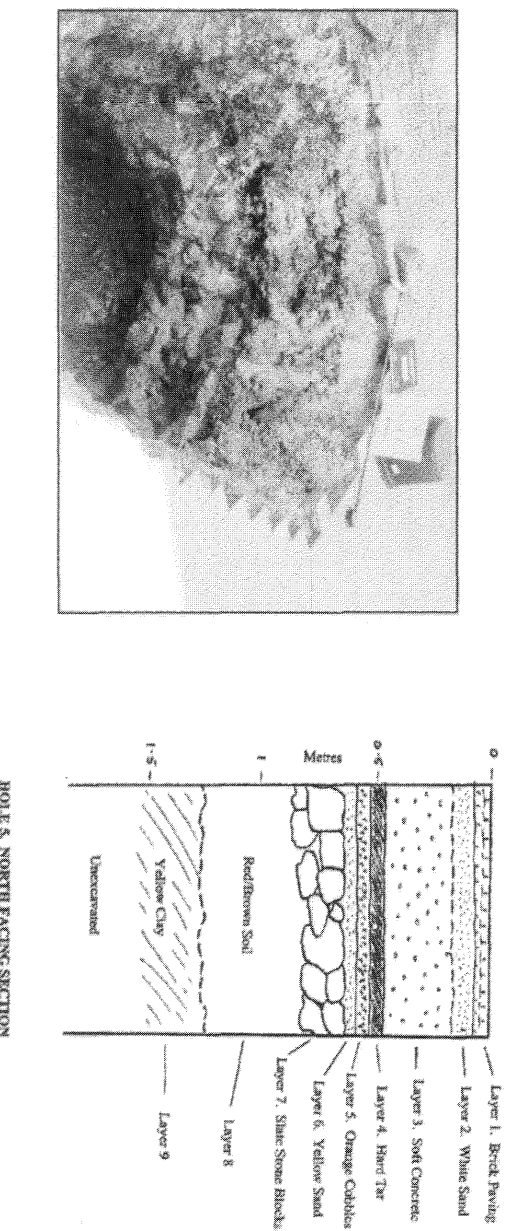 0
0·5
Metres
1
1·5
Layer 1. Brick Paving
Layer 2. White Sand
Layer 3. Soft Concrete
Layer 4. Hard Tar
Layer 5. Orange Cobbles
Layer 6. Yellow Sand
Layer 7. Slate Stone Blocks
Red/Brown Soil
Layer 8
Yellow Clay
Layer 9
Unexcavated
HOLE 5. NORTH FACING SECTION